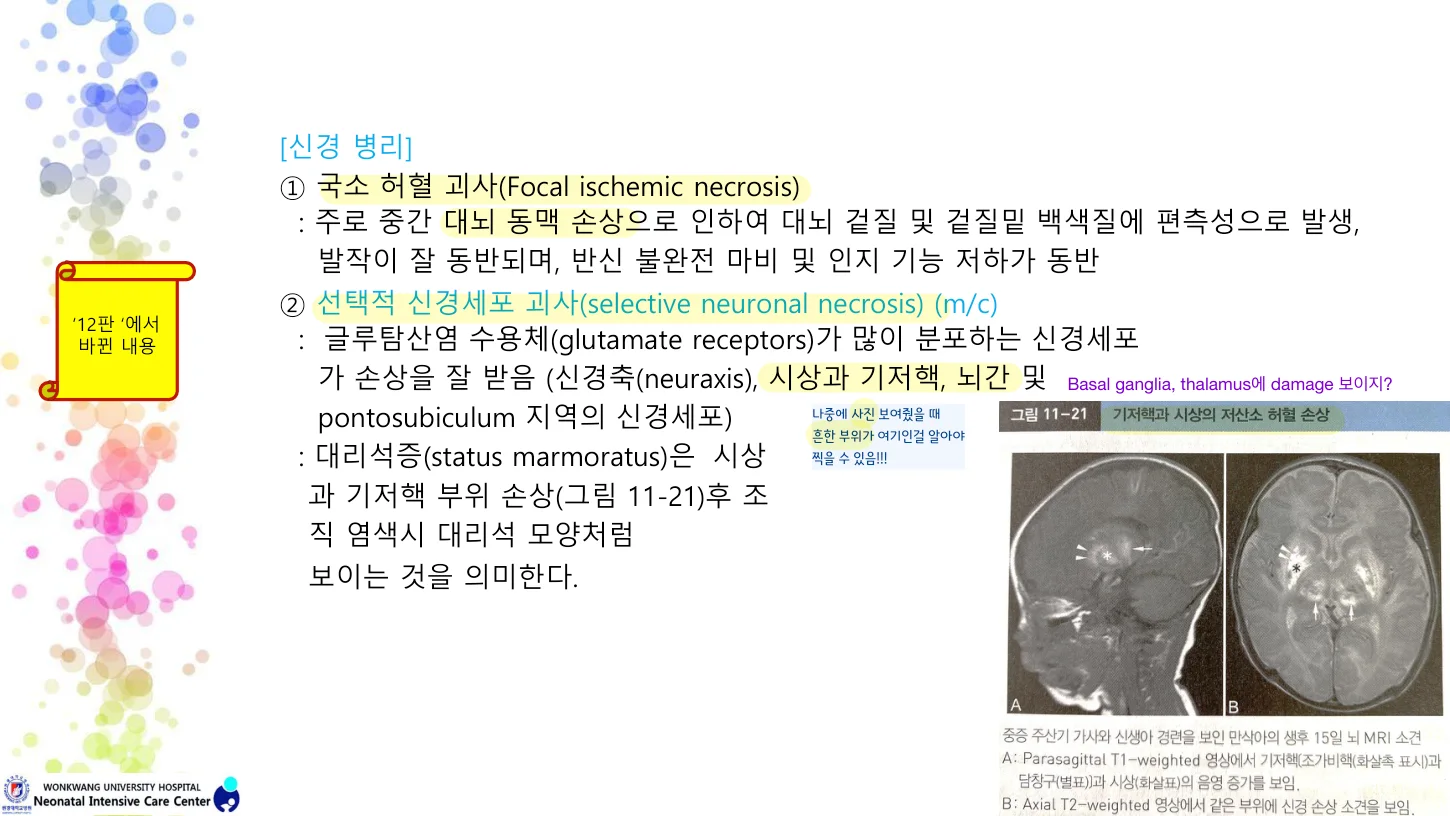 [신경 병리]
① 국소 허혈 괴사(Focal ischemic necrosis)
: 주로 중간 대뇌 동맥 손상으로 인하여 대뇌 겉질 및 겉질밑 백색질에 편측성으로 발생,
발작이 잘 동반되며, 반신 불완전 마비 및 인지 기능 저하가 동반
② 선택적 신경세포 괴사(selective neuronal necrosis) (m/c)
: 글루탐산염 수용체(glutamate receptors)가 많이 분포하는 신경세포
가 손상을 잘 받음 (신경축(neuraxis), 시상과 기저핵, 뇌간 및
pontosubiculum 지역의 신경세포)
: 대리석증(status marmoratus)은 시상
과 기저핵 부위 손상(그림 11-21)후 조
직 염색시 대리석 모양처럼
보이는 것을 의미한다.
‘12판 ‘에서
바뀐 내용
나중에 사진 보여줬을 때
흔한 부위가 여기인걸 알아야
찍을 수 있음!!!
Basal ganglia, thalamus에 damage 보이지?
그림 11-21 기저핵과 시상의 저산소 허혈 손상
*
*
A
B
중증 주산기 가사와 신생아 경련을 보인 만삭아의 생후 15일 뇌 MRI 소견
A: Parasagittal T1-weighted 영상에서 기저핵[조가비핵(화살촉 표시)과
담창구(별표)]과 시상(화살표)의 음영 증가를 보임.
B: Axial T2-weighted 영상에서 같은 부위에 신경 손상 소견을 보임.
WONKWANG UNIVERSITY HOSPITAL
Neonatal Intensive Care Center